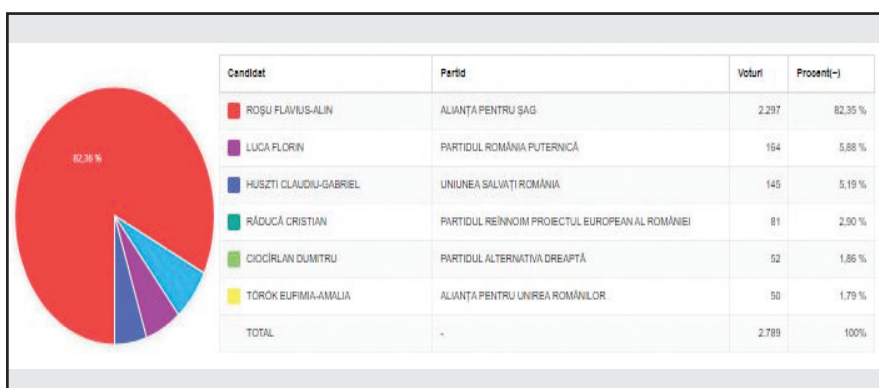 Candidat Partid Voturi Procent(~)
ROȘU FLAVIUS-ALIN ALIANȚA PENTRU ȘAG 2.297 82,36 %
LUCA FLORIN PARTIDUL ROMÂNIA PUTERNICĂ 164 5,88 %
HUSZTI CLAUDIU-GABRIEL UNIUNEA SALVAȚI ROMÂNIA 145 5,19 %
RĂDUCĂ CRISTIAN PARTIDUL REÎNNOIM PROIECTUL EUROPEAN AL ROMÂNIEI 81 2,90 %
CIOCÎRLAN DUMITRU PARTIDUL ALTERNATIVA DREAPTĂ 52 1,86 %
TÖRÖK EUFIMIA-AMALIA ALIANȚA PENTRU UNIREA ROMÂNILOR 50 1,79 %
TOTAL - 2.789 100%
82,36 %